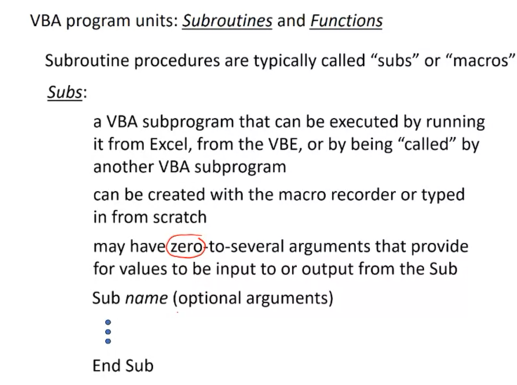 VBA program units: Subroutines and Functions
Subroutine procedures are typically called “subs” or “macros”
Subs:
a VBA subprogram that can be executed by running
it from Excel, from the VBE, or by being “called” by
another VBA subprogram
can be created with the macro recorder or typed
in from scratch
may have zero-to-several arguments that provide
for values to be input to or output from the Sub
Sub name (optional arguments)
End Sub